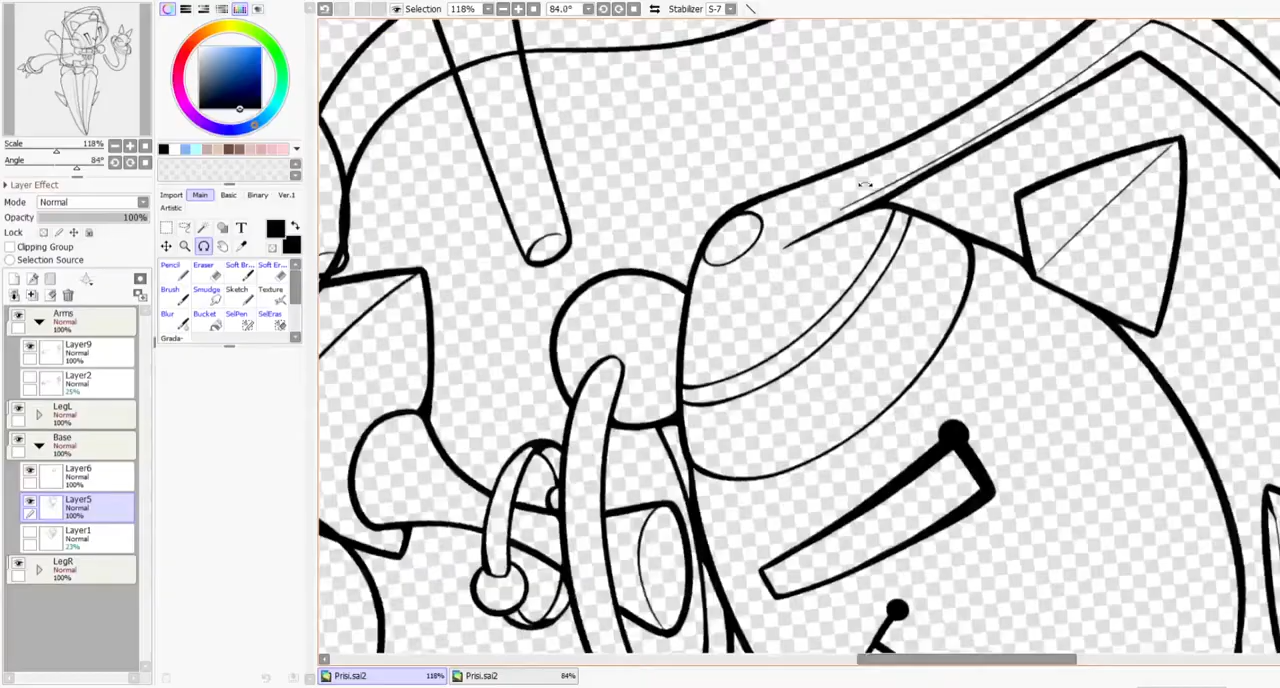 Selection 118% 84.0° Stabilizer S-7
Scale 118%
Angle 84°
Layer Effect
Mode Normal
Opacity 100%
Lock
Clipping Group
Selection Source
Arms
Normal
100%
Layer9
Normal
100%
Layer2
Normal
25%
LegL
Normal
100%
Base
Normal
100%
Layer6
Normal
100%
Layer5
Normal
100%
Layer1
Normal
23%
LegR
Normal
100%
Import Main Basic Binary Ver.1
Artistic
T
Pencil Eraser Soft Br... Soft Er...
Brush Smudge Sketch Texture
Blur Bucket SelPen SelEras
Grada-
Prisi.sai2 118% Prisi.sai2 84%